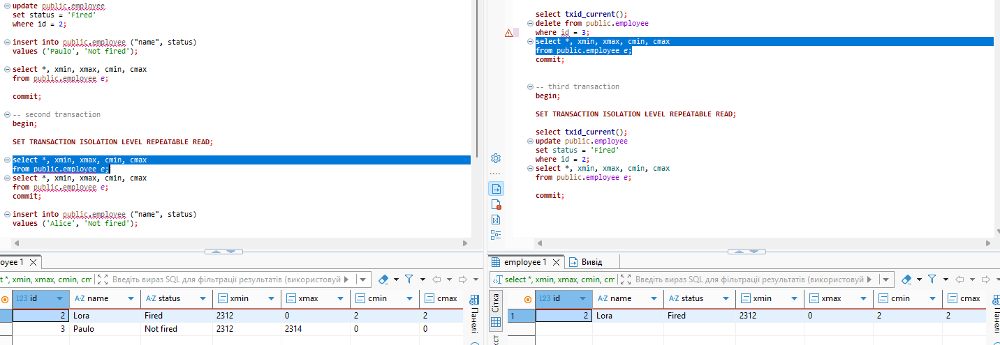 update public.employee
set status = 'Fired'
where id = 2;
insert into public.employee ("name", status)
values ('Paulo', 'Not fired');
select *, xmin, xmax, cmin, cmax
from public.employee e;
commit;
-- second transaction
begin;
SET TRANSACTION ISOLATION LEVEL REPEATABLE READ;
select *, xmin, xmax, cmin, cmax
from public.employee e;
select *, xmin, xmax, cmin, cmax
from public.employee e;
commit;
insert into public.employee ("name", status)
values ('Alice', 'Not fired');
select txid_current();
delete from public.employee
where id = 3;
select *, xmin, xmax, cmin, cmax
from public.employee e;
commit;
-- third transaction
begin;
SET TRANSACTION ISOLATION LEVEL REPEATABLE READ;
select txid_current();
update public.employee
set status = 'Fired'
where id = 2;
select *, xmin, xmax, cmin, cmax
from public.employee e;
commit;
oyee 1
t *, xmin, xmax, cmin, cm Введіть вираз SQL для фільтрації результатів (використовуй
123 id A-Z name A-Z status xmin xmax cmin cmax
2 Lora Fired 2312 0 2 2
3 Paulo Not fired 2312 2314 0 0
Панелі
employee 1 Вивід
select *, xmin, xmax, cmin, cm Введіть вираз SQL для фільтрації результатів (використовуй
Сітка
123 id A-Z name A-Z status xmin xmax cmin cmax
1 2 Lora Fired 2312 0 2 2
кст
Панелі